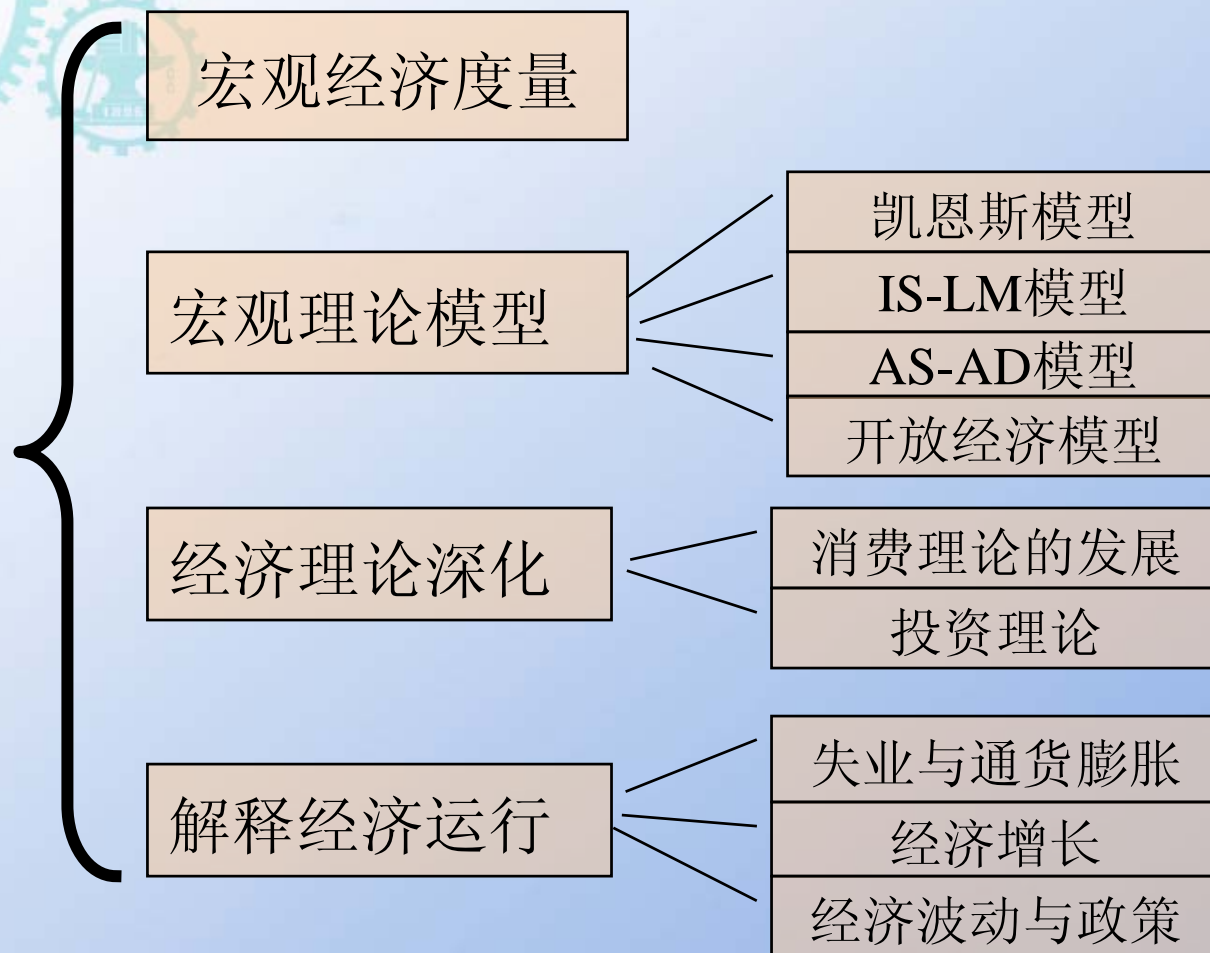 宏观经济度量
宏观理论模型
凯恩斯模型
IS-LM模型
AS-AD模型
开放经济模型
经济理论深化
消费理论的发展
投资理论
解释经济运行
失业与通货膨胀
经济增长
经济波动与政策